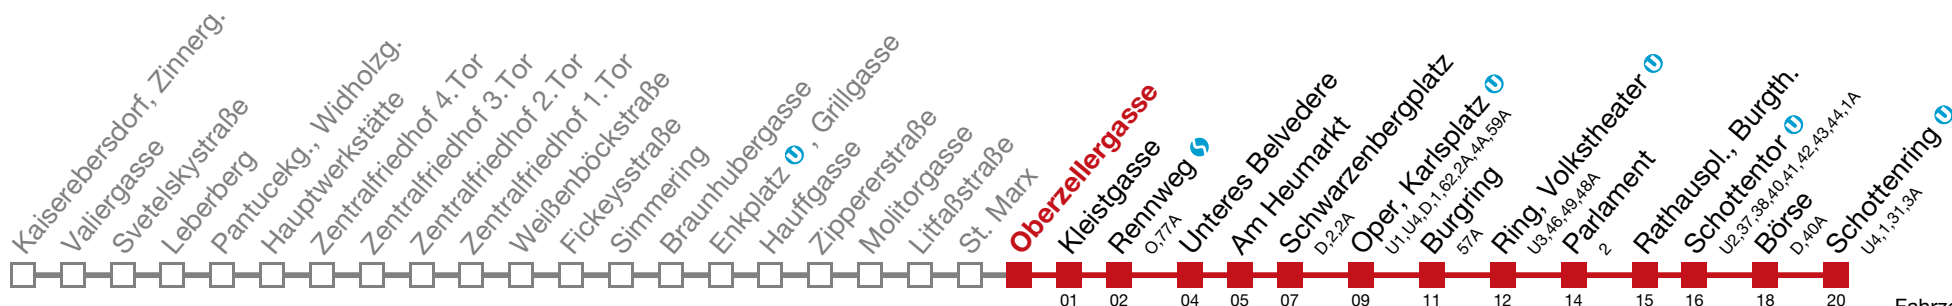 Kaiserebersdorf, Zinnerg.
Valiergasse
Svetelskystraße
Leberberg
Pantucekg., Widholzg.
Hauptwerkstätte
Zentralfriedhof 4.Tor
Zentralfriedhof 3.Tor
Zentralfriedhof 2.Tor
Zentralfriedhof 1.Tor
Weißenböckstraße
Fickeysstraße
Simmering
Braunhubergasse
Enkplatz U , Grillgasse
Hauffgasse
Zippererstraße
Molitorgasse
Litfaßstraße
St. Marx
Oberzellergasse
Kleistgasse
01
Rennweg S
O,77A
02
Unteres Belvedere
04
Am Heumarkt
05
Schwarzenbergplatz
D,2,2A
07
Oper, Karlsplatz U
U1,U4,D,1,62,2A,4A,59A
09
Burgring
57A
11
Ring, Volkstheater U
U3,46,49,48A
12
Parlament
2
14
Rathauspl., Burgth.
15
Schottentor U
U2,37,38,40,41,42,43,44,1A
16
Börse
D,40A
18
Schottenring U
U4,1,31,3A
20